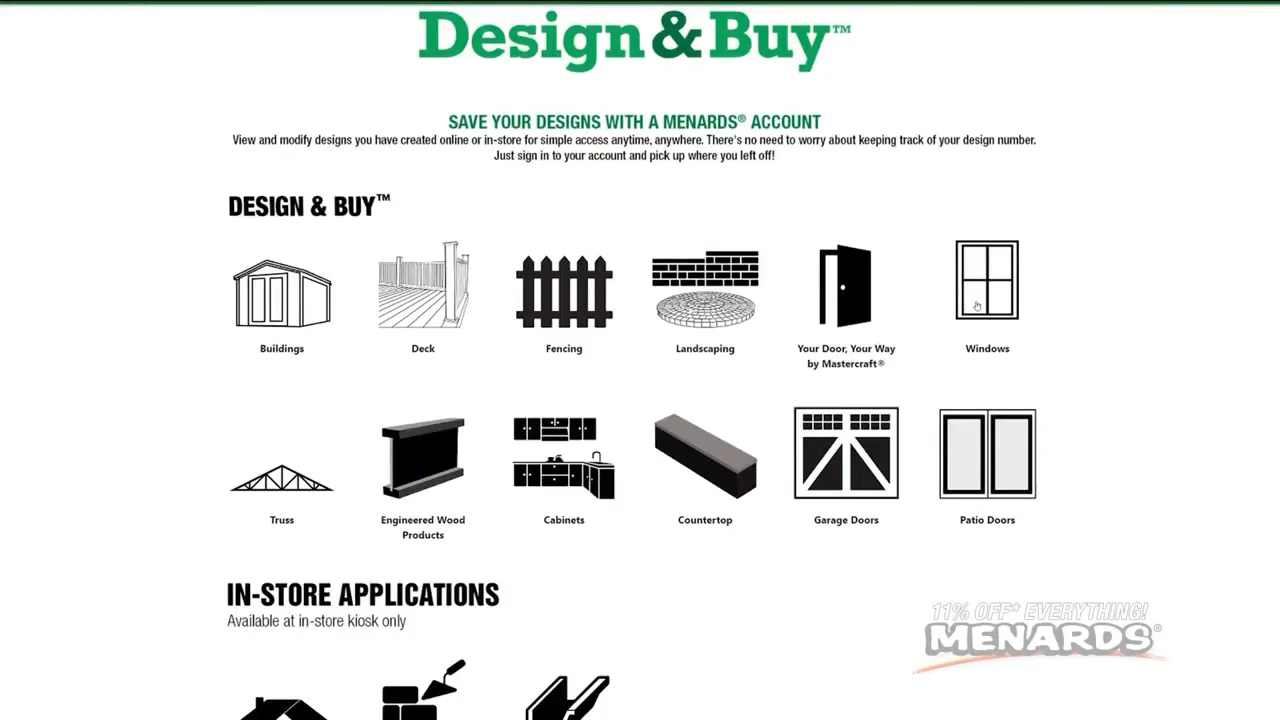 Design & Buy™
SAVE YOUR DESIGNS WITH A MENARDS® ACCOUNT
View and modify designs you have created online or in-store for simple access anytime, anywhere. There's no need to worry about keeping track of your design number.
Just sign in to your account and pick up where you left off!
DESIGN & BUY™
Buildings
Deck
Fencing
Landscaping
Your Door, Your Way
by Mastercraft®
Windows
Truss
Engineered Wood
Products
Cabinets
Countertop
Garage Doors
Patio Doors
IN-STORE APPLICATIONS
Available at in-store kiosk only
11% OFF* EVERYTHING!
MENARDS®